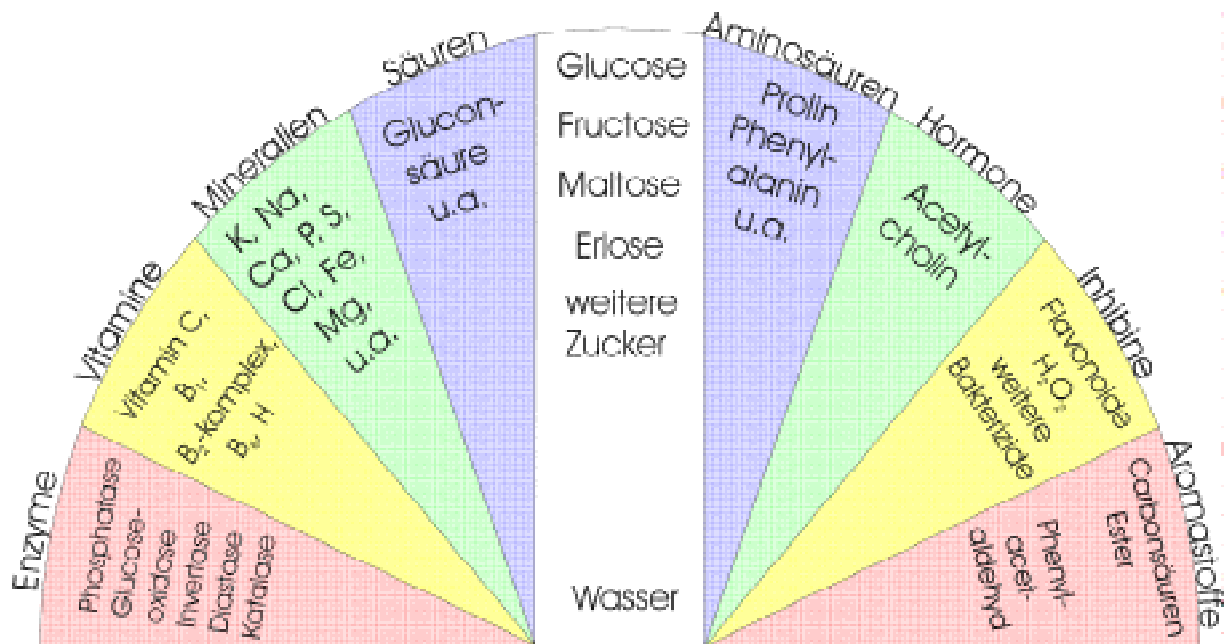 Enzyme
Phosphatase
Glucose-
oxidase
Invertase
Diastase
Katalase
Vitamine
Vitamin C,
B₁,
B₂-komplex,
B₆, H
Mineralien
K, Na,
Ca, P, S,
Cl, Fe,
Mg,
u.a.
Säuren
Glucon-
säure
u.a.
Glucose
Fructose
Maltose
Erlose
weitere
Zucker
Wasser
Aminosäuren
Prolin
Phenyl-
alanin
u.a.
Hormone
Acetyl-
cholin
Inhibine
Flavonoide
H₂O₂
weitere
Bakterizide
Aromastoffe
Carbonsäuren
Ester
Phenyl-
acet-
aldehyd